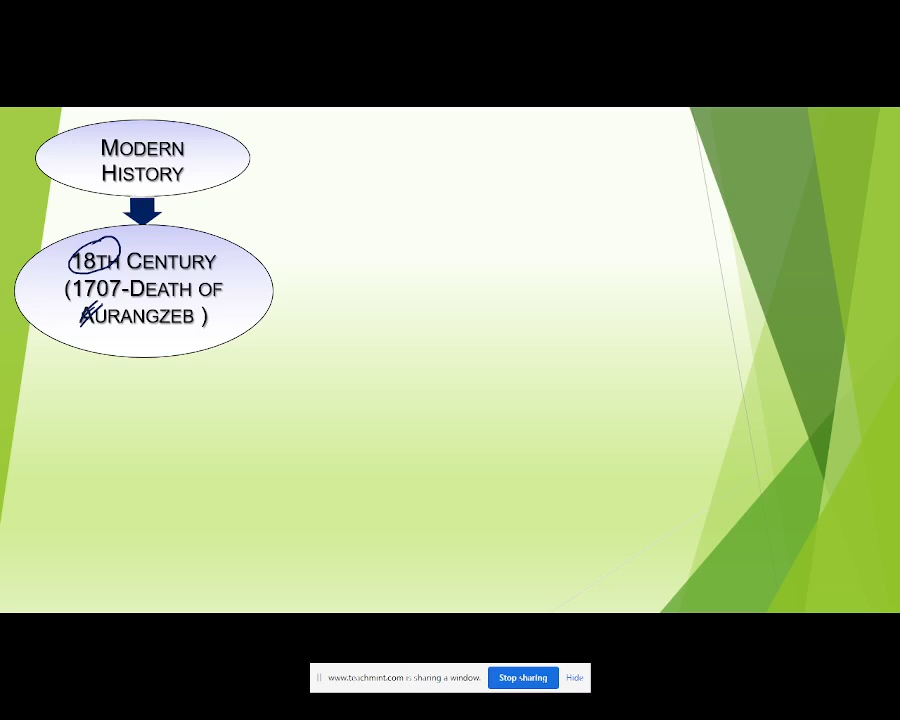 MODERN
HISTORY
18TH CENTURY
(1707-DEATH OF
AURANGZEB )
www.teachmint.com is sharing a window.
Stop sharing
Hide